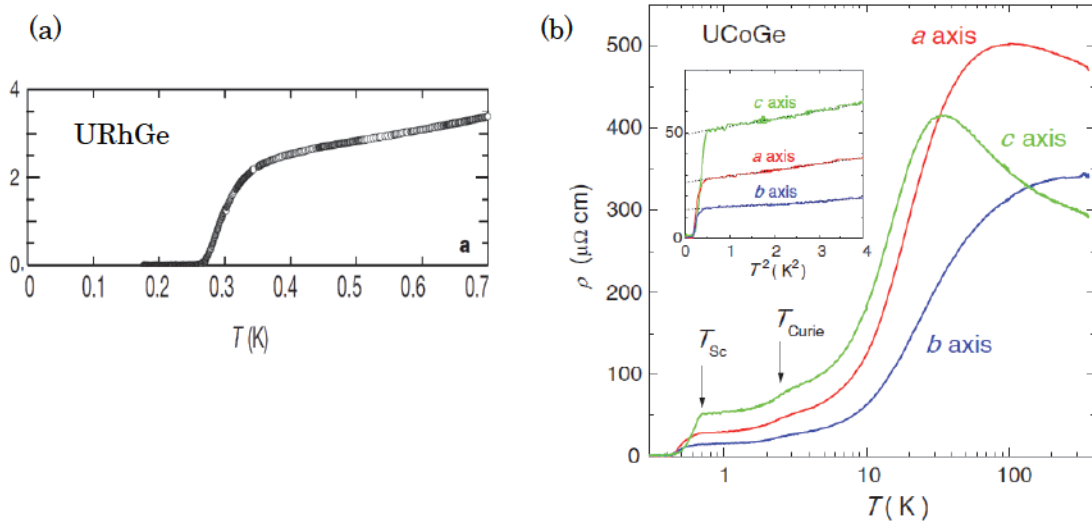 (a)
4
URhGe
2
a
0.
0 0.1 0.2 0.3 0.4 0.5 0.6 0.7
T (K)
(b)
500
UCoGe
a axis
c axis
50
a axis
b axis
0
0 1 2 3 4
T² (K²)
400
c axis
300
ρ (μΩ cm)
200
T_Sc
T_Curie
b axis
100
0
1 10 100
T (K)